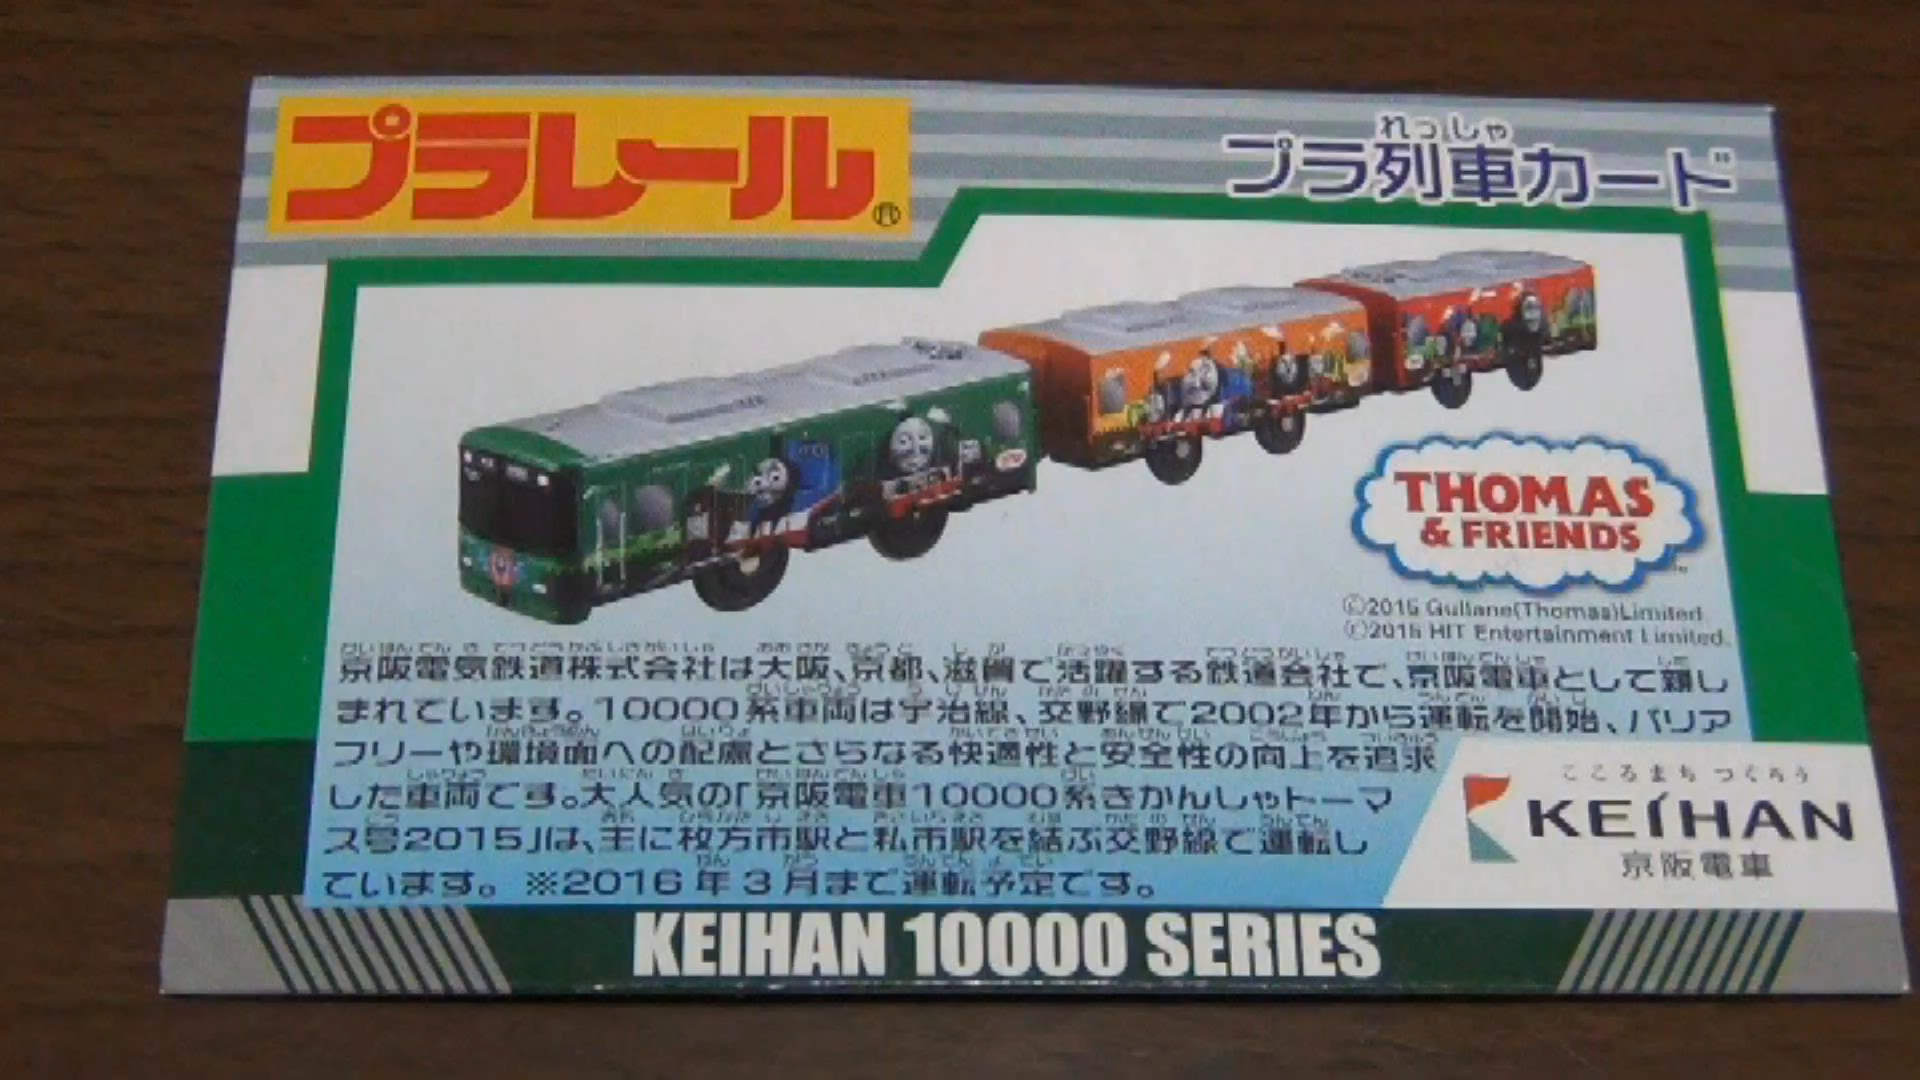 プラレール®
れっしゃ
プラ列車カード
THOMAS
& FRIENDS
©2015 Gullane(Thomas)Limited.
©2015 HIT Entertainment Limited.
京阪電気鉄道株式会社は大阪、京都、滋賀で活躍する鉄道会社で、京阪電車として親し
まれています。10000系車両は宇治線、交野線で2002年から運転を開始、バリア
フリーや環境面への配慮とさらなる快適性と安全性の向上を追求
した車両です。大人気の「京阪電車10000系きかんしゃトーマ
ス号2015」は、主に枚方市駅と私市駅を結ぶ交野線で運転し
ています。※2016年3月まで運転予定です。
こころまち つくろう
KEIHAN
京阪電車
KEIHAN 10000 SERIES